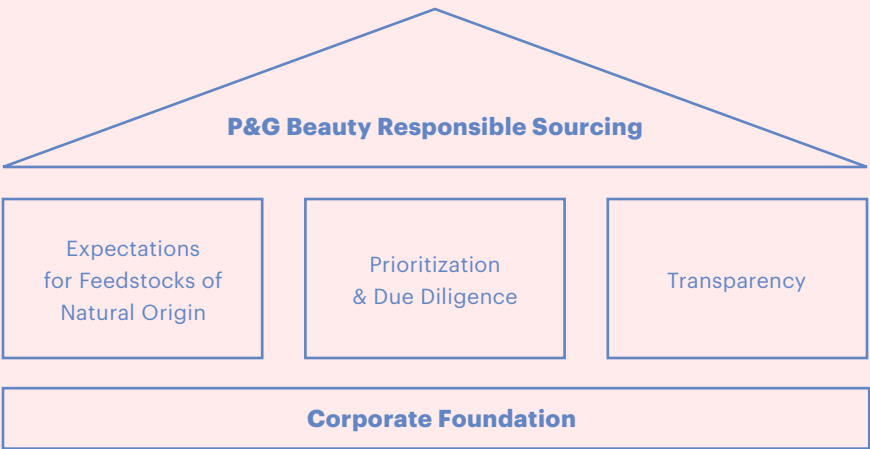 P&G Beauty Responsible Sourcing
Expectations
for Feedstocks of
Natural Origin
Prioritization
& Due Diligence
Transparency
Corporate Foundation